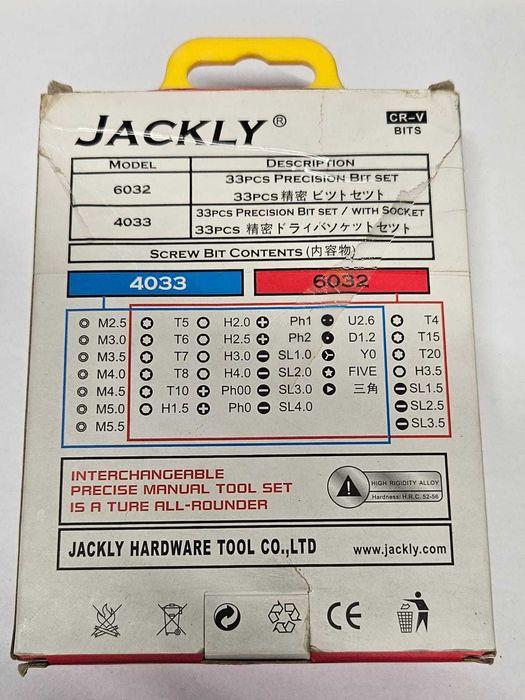 JACKLY ®
CR-V
BITS
MODEL DESCRIPTION
6032 33PCS PRECISION BIT SET
33PCS 精密 ビツトセツト
4033 33PCS PRECISION BIT SET / WITH SOCKET
33PCS 精密ドライバソケットセツト
SCREW BIT CONTENTS (内容物)
4033 6032
M2.5 T5 H2.0 Ph1 U2.6 T4
M3.0 T6 H2.5 Ph2 D1.2 T15
M3.5 T7 H3.0 SL1.0 Y0 T20
M4.0 T8 H4.0 SL2.0 FIVE H3.5
M4.5 T10 Ph00 SL3.0 三角 SL1.5
M5.0 H1.5 Ph0 SL4.0 SL2.5
M5.5 SL3.5
INTERCHANGEABLE
PRECISE MANUAL TOOL SET
IS A TURE ALL-ROUNDER
HIGH RIGIDITY ALLOY
Hardness: H.R.C. 52-56
JACKLY HARDWARE TOOL CO.,LTD www.jackly.com
CE